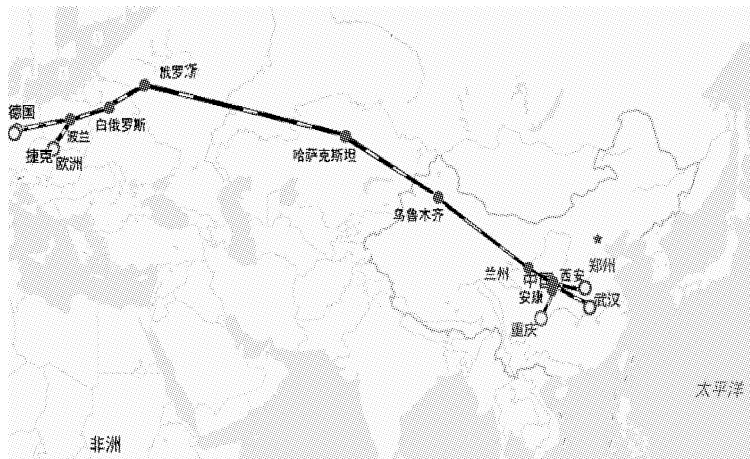 俄罗斯
德国
白俄罗斯
波兰
捷克
欧洲
哈萨克斯坦
乌鲁木齐
兰州
中国
西安
郑州
安康
武汉
重庆
太平洋
非洲